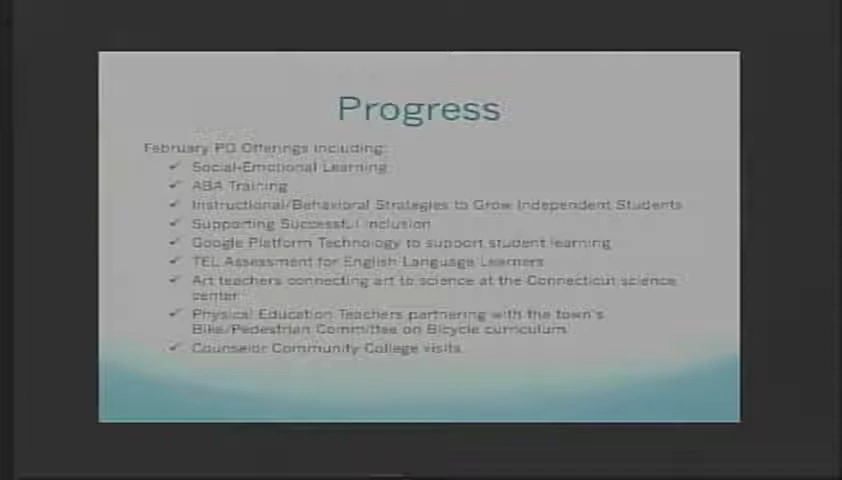 Progress
February PD Offerings including:
✓ Social-Emotional Learning
✓ ABA Training
✓ Instructional/Behavioral Strategies to Grow Independent Students
✓ Supporting Successful Inclusion
✓ Google Platform Technology to support student learning
✓ TEL Assessment for English Language Learners
✓ Art teachers connecting art to science at the Connecticut science
center
✓ Physical Education Teachers partnering with the town's
Bike/Pedestrian Committee on Bicycle curriculum
✓ Counselor Community College visits